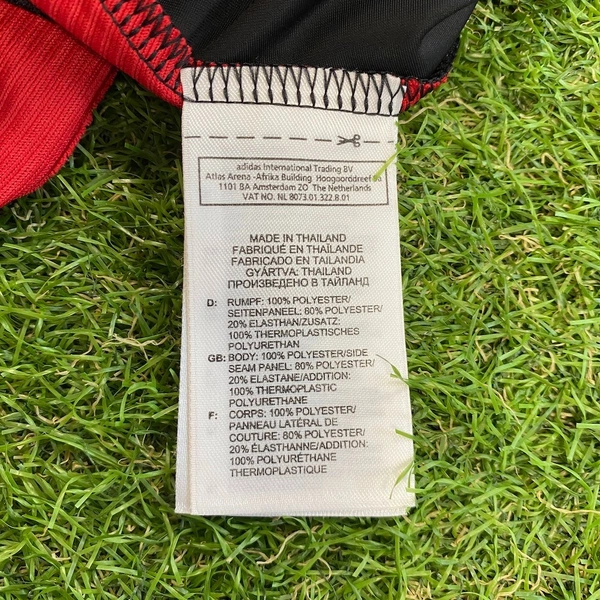 adidas International Trading BV
Atlas Arena -Afrika Building Hoogoorddreef
1101 BA Amsterdam ZO The Netherlands
VAT NO. NL 8073.01.322.B.01
MADE IN THAILAND
FABRIQUÉ EN THAÏLANDE
FABRICADO EN TAILANDIA
GYÁRTVA: THAILAND
ПРОИЗВЕДЕНО В ТАЙЛАНД
D: RUMPF: 100% POLYESTER/
SEITENPANEEL: 80% POLYESTER/
20% ELASTHAN/ZUSATZ:
100% THERMOPLASTISCHES
POLYURETHAN
GB: BODY: 100% POLYESTER/SIDE
SEAM PANEL: 80% POLYESTER/
20% ELASTANE/ADDITION:
100% THERMOPLASTIC
POLYURETHANE
F: CORPS: 100% POLYESTER/
PANNEAU LATÉRAL DE
COUTURE: 80% POLYESTER/
20% ÉLASTHANNE/ADDITION:
100% POLYURÉTHANE
THERMOPLASTIQUE